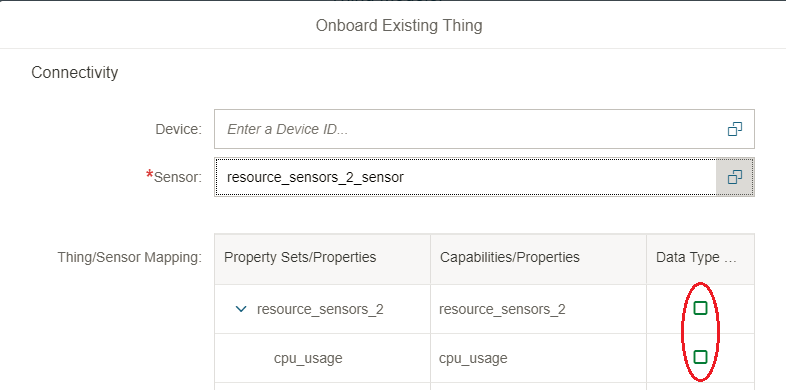 Onboard Existing Thing
Connectivity
Device: Enter a Device ID...
*Sensor: resource_sensors_2_sensor
Thing/Sensor Mapping: Property Sets/Properties Capabilities/Properties Data Type ...
resource_sensors_2 resource_sensors_2
cpu_usage cpu_usage